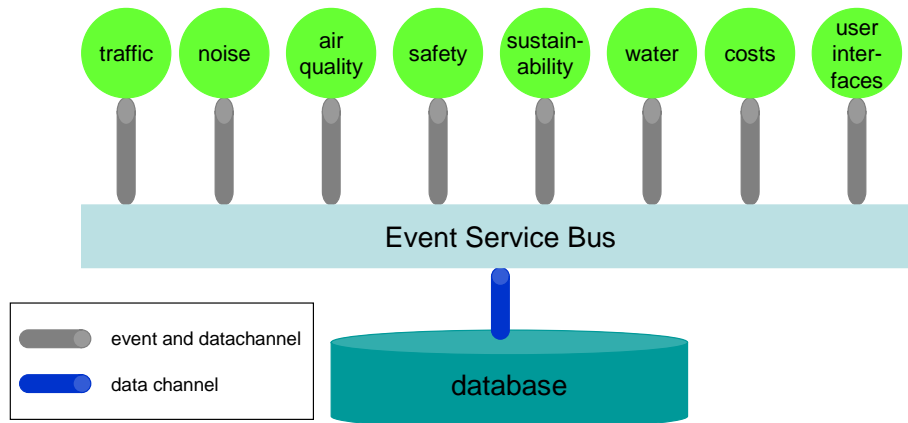 traffic
noise
air
quality
safety
sustain-
ability
water
costs
user
inter-
faces
Event Service Bus
event and datachannel
data channel
database